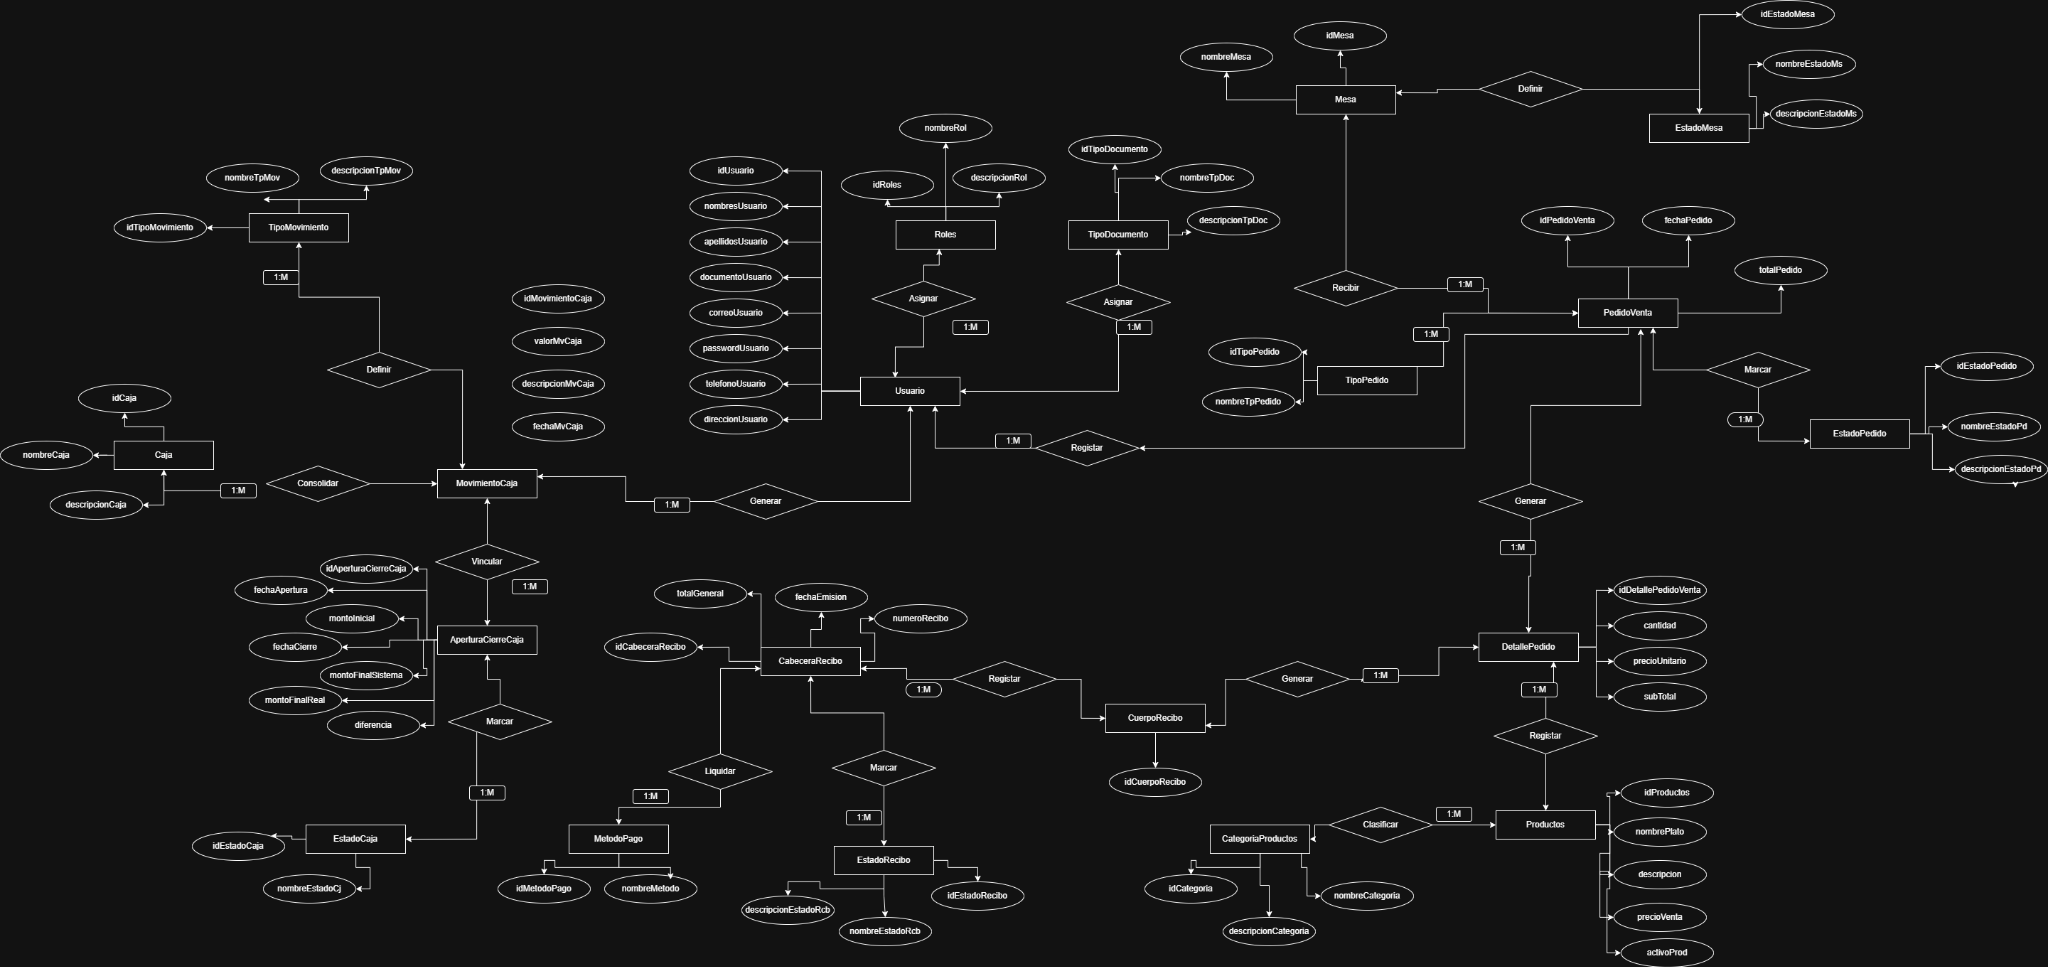 idEstadoMesa
idMesa
nombreMesa
nombreEstadoMs
Definir
Mesa
descripcionEstadoMs
EstadoMesa
nombreRol
idTipoDocumento
nombreTpMov
descripcionTpMov
idUsuario
idRoles
descripcionRol
nombreTpDoc
nombresUsuario
descripcionTpDoc
idPedidoVenta
fechaPedido
idTipoMovimiento
TipoMovimiento
Roles
TipoDocumento
apellidosUsuario
totalPedido
1:M
documentoUsuario
Recibir
1:M
idMovimientoCaja
Asignar
Asignar
correoUsuario
PedidoVenta
1:M
1:M
1:M
valorMvCaja
passwordUsuario
idTipoPedido
Definir
Marcar
idEstadoPedido
descripcionMvCaja
telefonoUsuario
Usuario
TipoPedido
idCaja
nombreTpPedido
fechaMvCaja
direccionUsuario
1:M
nombreEstadoPd
EstadoPedido
1:M
Registar
nombreCaja
Caja
descripcionEstadoPd
Consolidar
MovimientoCaja
1:M
descripcionCaja
1:M
Generar
Generar
1:M
Vincular
idAperturaCierreCaja
1:M
fechaApertura
totalGeneral
fechaEmision
idDetallePedidoVenta
montoInicial
numeroRecibo
cantidad
AperturaCierreCaja
fechaCierre
idCabeceraRecibo
DetallePedido
CabeceraRecibo
precioUnitario
montoFinalSistema
Registar
Generar
1:M
1:M
1:M
montoFinalReal
subTotal
diferencia
Marcar
CuerpoRecibo
Registar
Liquidar
Marcar
idCuerpoRecibo
1:M
1:M
idProductos
1:M
1:M
EstadoCaja
MetodoPago
Clasificar
Productos
nombrePlato
idEstadoCaja
CategoriaProductos
EstadoRecibo
descripcion
nombreEstadoCj
idMetodoPago
nombreMetodo
idEstadoRecibo
idCategoria
nombreCategoria
descripcionEstadoRcb
precioVenta
nombreEstadoRcb
descripcionCategoria
activoProd